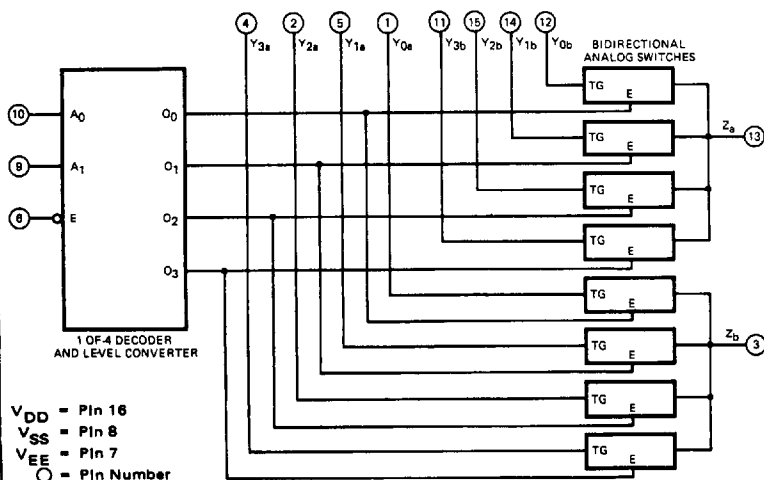 4 2 5 1 11 15 14 12
Y3a Y2a Y1a Y0a Y3b Y2b Y1b Y0b
BIDIRECTIONAL
ANALOG SWITCHES
TG E
10 A0 O0
TG E
Za 13
9 A1 O1
TG E
6 E O2
TG E
O3
TG E
1 OF-4 DECODER
AND LEVEL CONVERTER
TG E
Zb 3
TG E
TG E
VDD = Pin 16
VSS = Pin 8
VEE = Pin 7
◯ = Pin Number